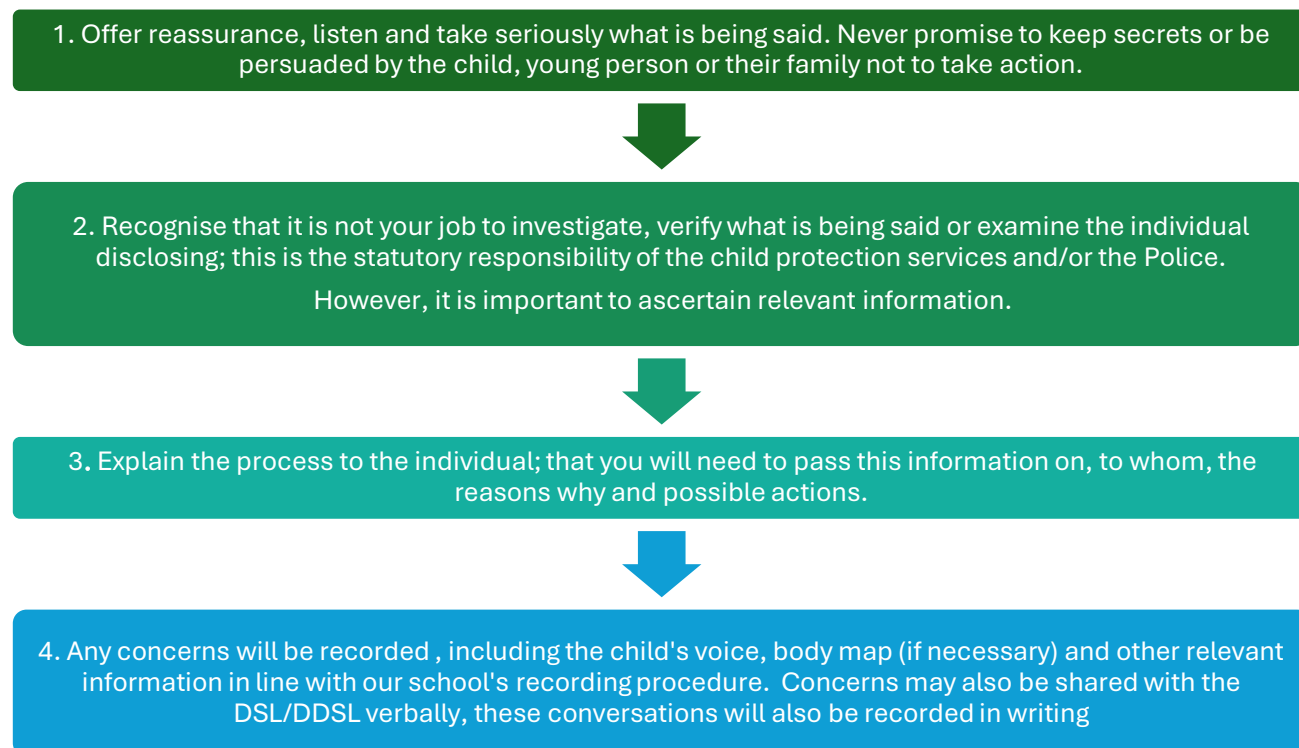 1. Offer reassurance, listen and take seriously what is being said. Never promise to keep secrets or be
persuaded by the child, young person or their family not to take action.
2. Recognise that it is not your job to investigate, verify what is being said or examine the individual
disclosing; this is the statutory responsibility of the child protection services and/or the Police.
However, it is important to ascertain relevant information.
3. Explain the process to the individual; that you will need to pass this information on, to whom, the
reasons why and possible actions.
4. Any concerns will be recorded , including the child's voice, body map (if necessary) and other relevant
information in line with our school's recording procedure.  Concerns may also be shared with the
DSL/DDSL verbally, these conversations will also be recorded in writing